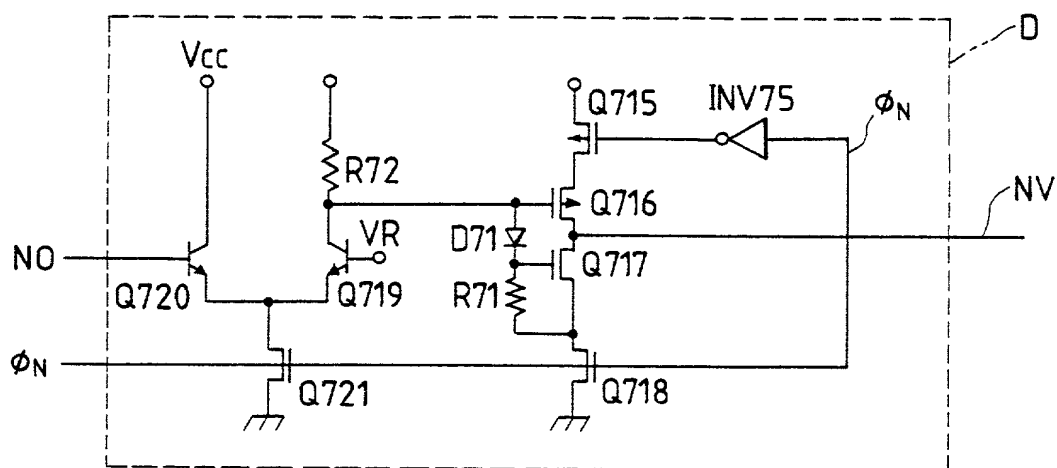 D
Vcc
Q715
INV75
ΦN
R72
Q716
NV
VR
D71
NO
Q717
Q720
Q719
R71
ΦN
Q721
Q718